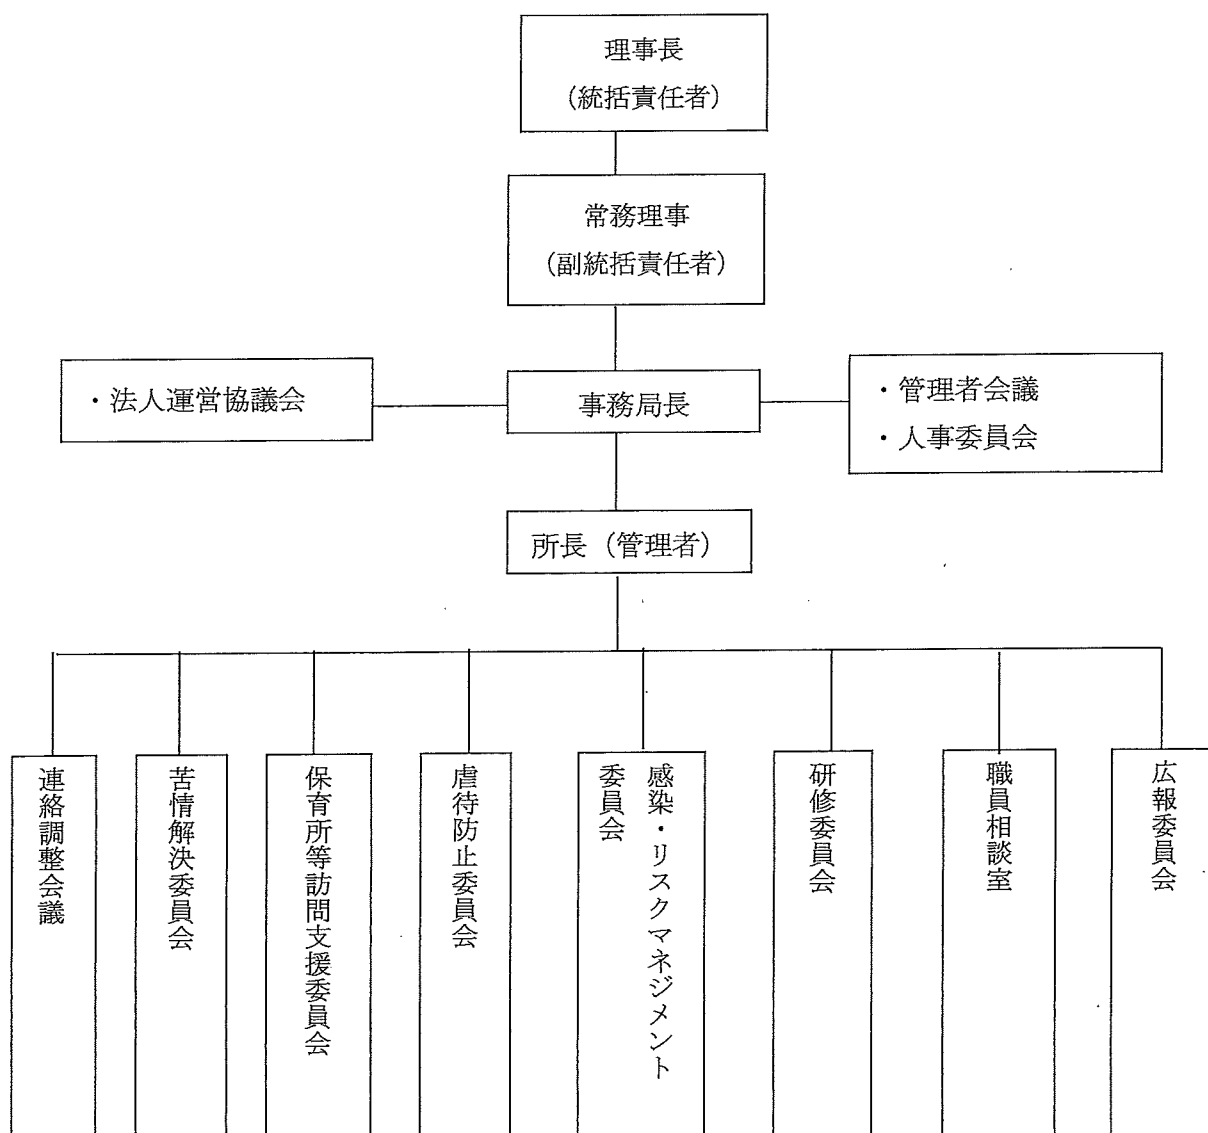 理事長
（統括責任者）
常務理事
（副統括責任者）
・法人運営協議会
事務局長
・管理者会議
・人事委員会
所長（管理者）
連絡調整会議
苦情解決委員会
保育所等訪問支援委員会
虐待防止委員会
感染・リスクマネジメント
委員会
研修委員会
職員相談室
広報委員会